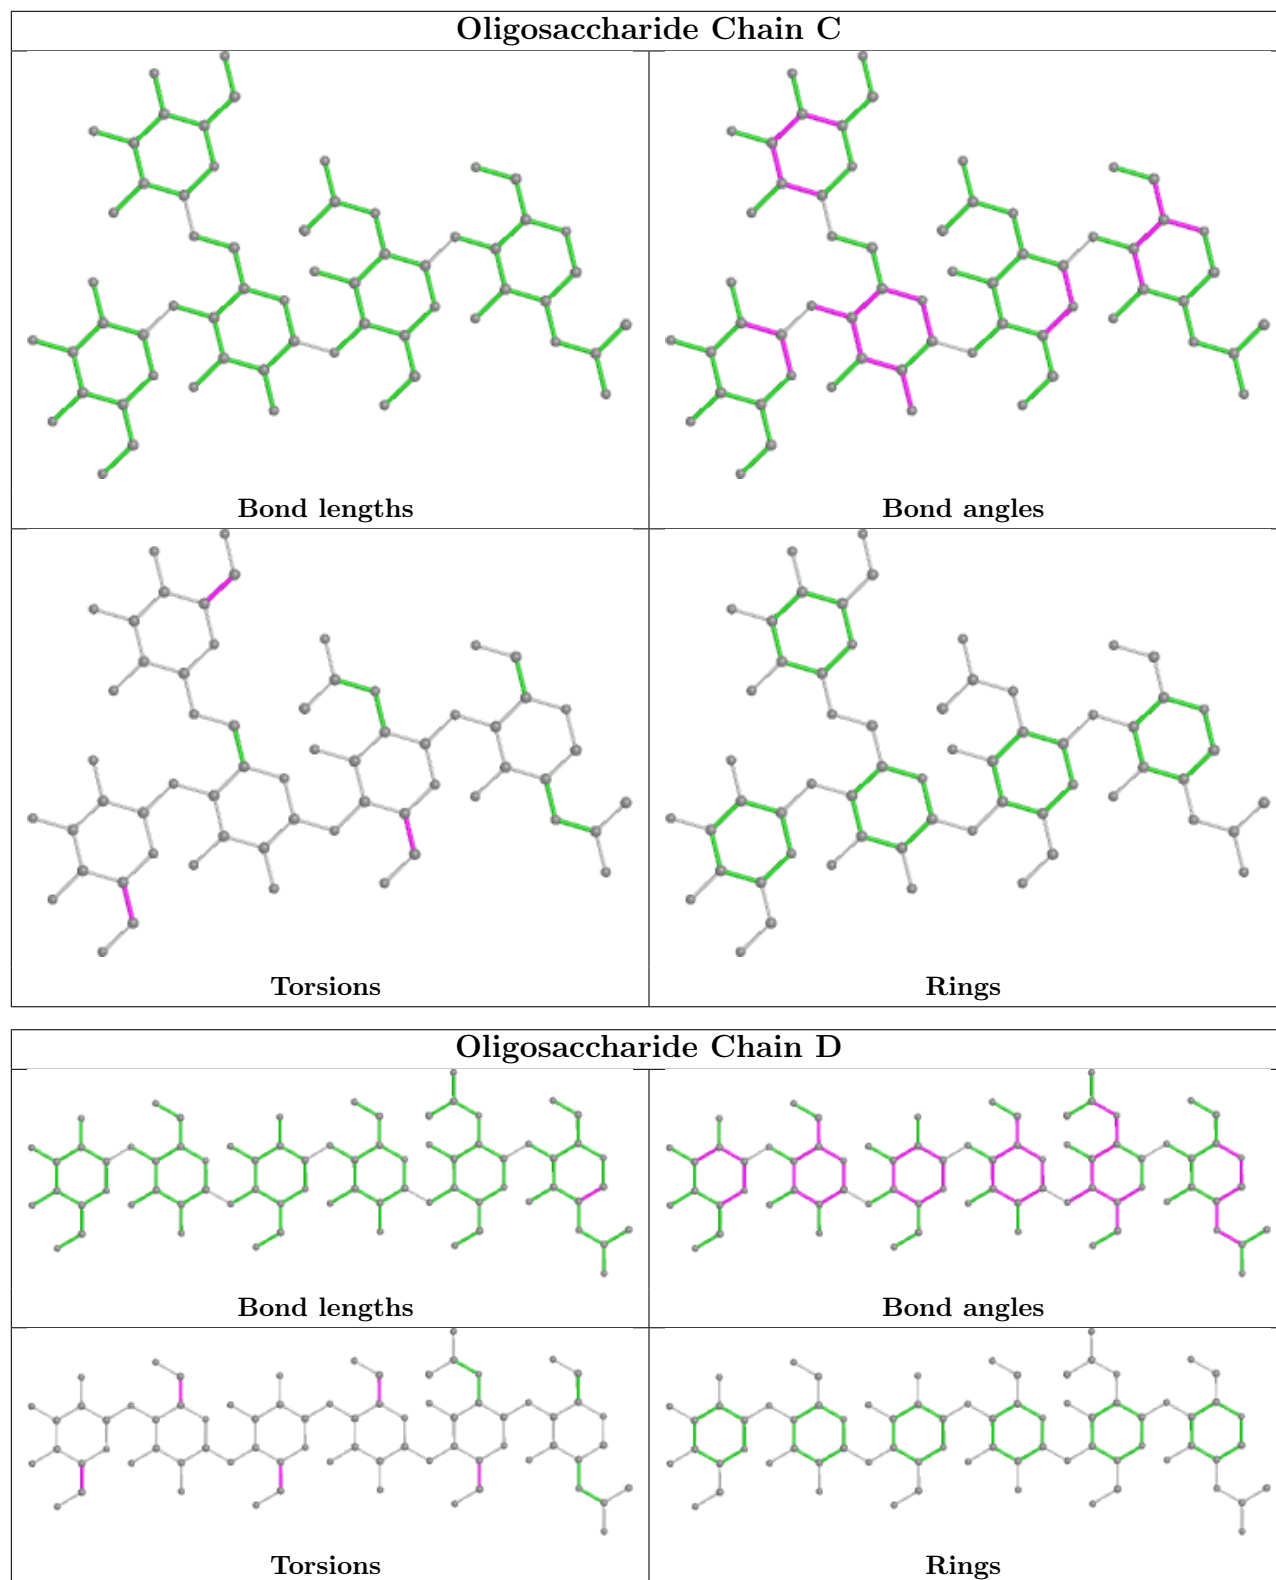 Oligosaccharide Chain C
Bond lengths
Bond angles
Torsions
Rings
Oligosaccharide Chain D
Bond lengths
Bond angles
Torsions
Rings